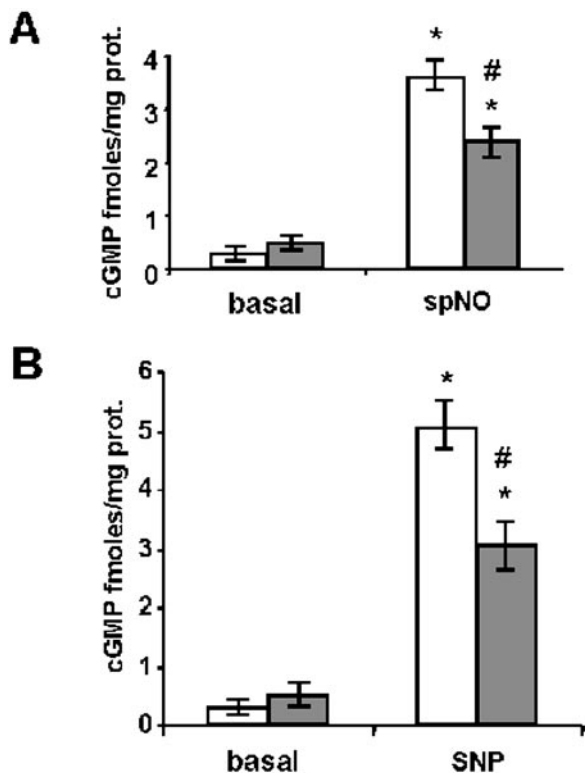 A
cGMP fmoles/mg prot.
4
3
2
1
0
*
#
*
basal
spNO
B
cGMP fmoles/mg prot.
6
5
4
3
2
1
0
*
#
*
basal
SNP